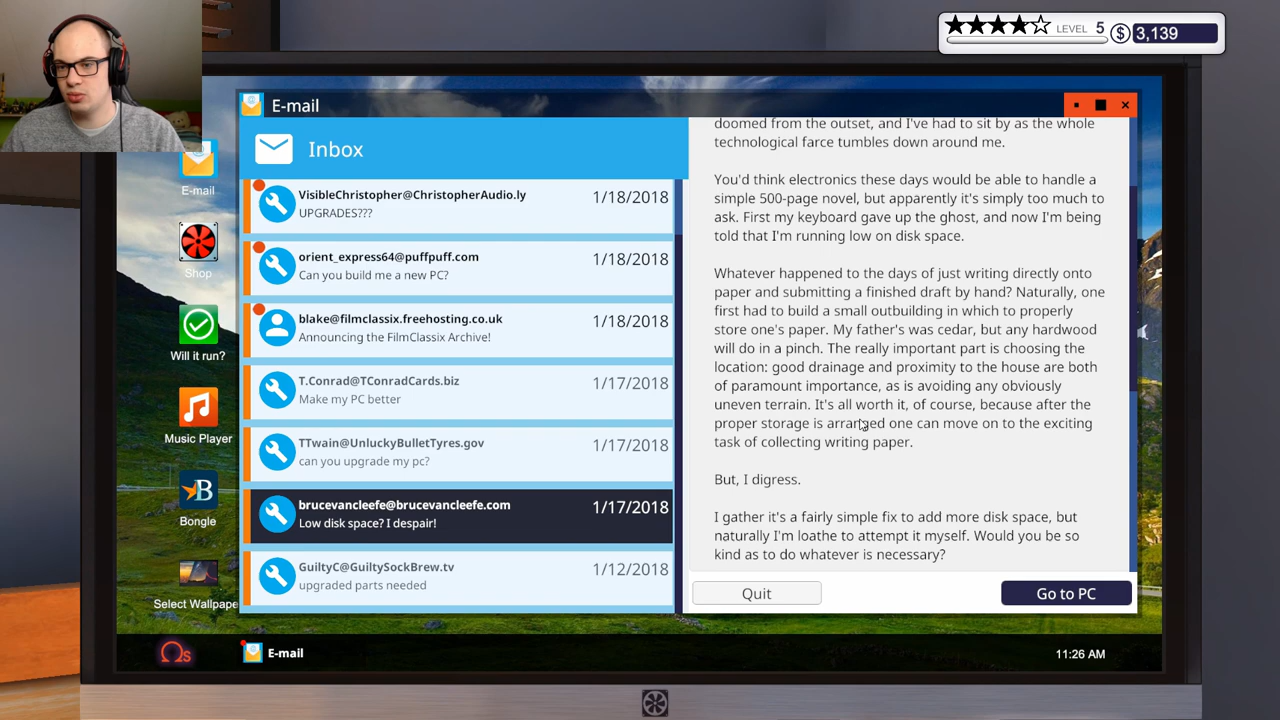 LEVEL 5 $ 3,139
E-mail
Inbox
VisibleChristopher@ChristopherAudio.ly 1/18/2018
UPGRADES???
orient_express64@puffpuff.com 1/18/2018
Can you build me a new PC?
blake@filmclassix.freehosting.co.uk 1/18/2018
Announcing the FilmClassix Archive!
T.Conrad@TConradCards.biz 1/17/2018
Make my PC better
TTwain@UnluckyBulletTyres.gov 1/17/2018
can you upgrade my pc?
brucevancleefe@brucevancleefe.com 1/17/2018
Low disk space? I despair!
GuiltyC@GuiltySockBrew.tv 1/12/2018
upgraded parts needed
doomed from the outset, and I've had to sit by as the whole
technological farce tumbles down around me.
You'd think electronics these days would be able to handle a
simple 500-page novel, but apparently it's simply too much to
ask. First my keyboard gave up the ghost, and now I'm being
told that I'm running low on disk space.
Whatever happened to the days of just writing directly onto
paper and submitting a finished draft by hand? Naturally, one
first had to build a small outbuilding in which to properly
store one's paper. My father's was cedar, but any hardwood
will do in a pinch. The really important part is choosing the
location: good drainage and proximity to the house are both
of paramount importance, as is avoiding any obviously
uneven terrain. It's all worth it, of course, because after the
proper storage is arranged one can move on to the exciting
task of collecting writing paper.
But, I digress.
I gather it's a fairly simple fix to add more disk space, but
naturally I'm loathe to attempt it myself. Would you be so
kind as to do whatever is necessary?
Quit
Go to PC
E-mail
Shop
Will it run?
Music Player
Bongle
Select Wallpape
Ωs
E-mail
11:26 AM